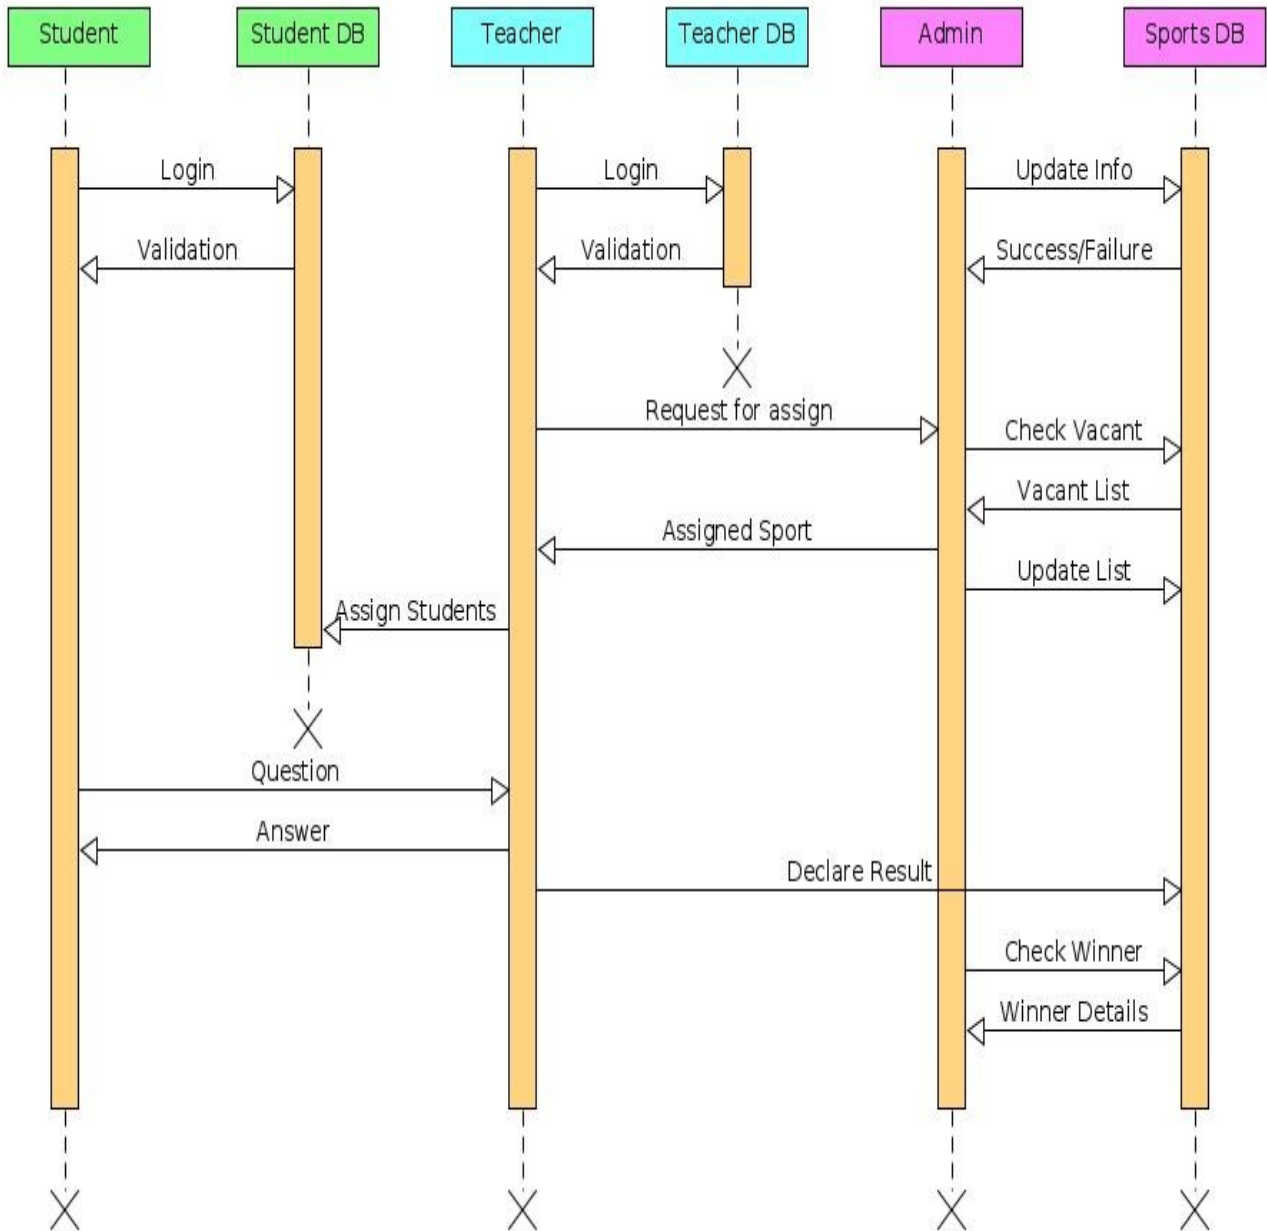 Student
Student DB
Teacher
Teacher DB
Admin
Sports DB
Login
Login
Update Info
Validation
Validation
Success/Failure
Request for assign
Check Vacant
Vacant List
Assigned Sport
Update List
Assign Students
Question
Answer
Declare Result
Check Winner
Winner Details